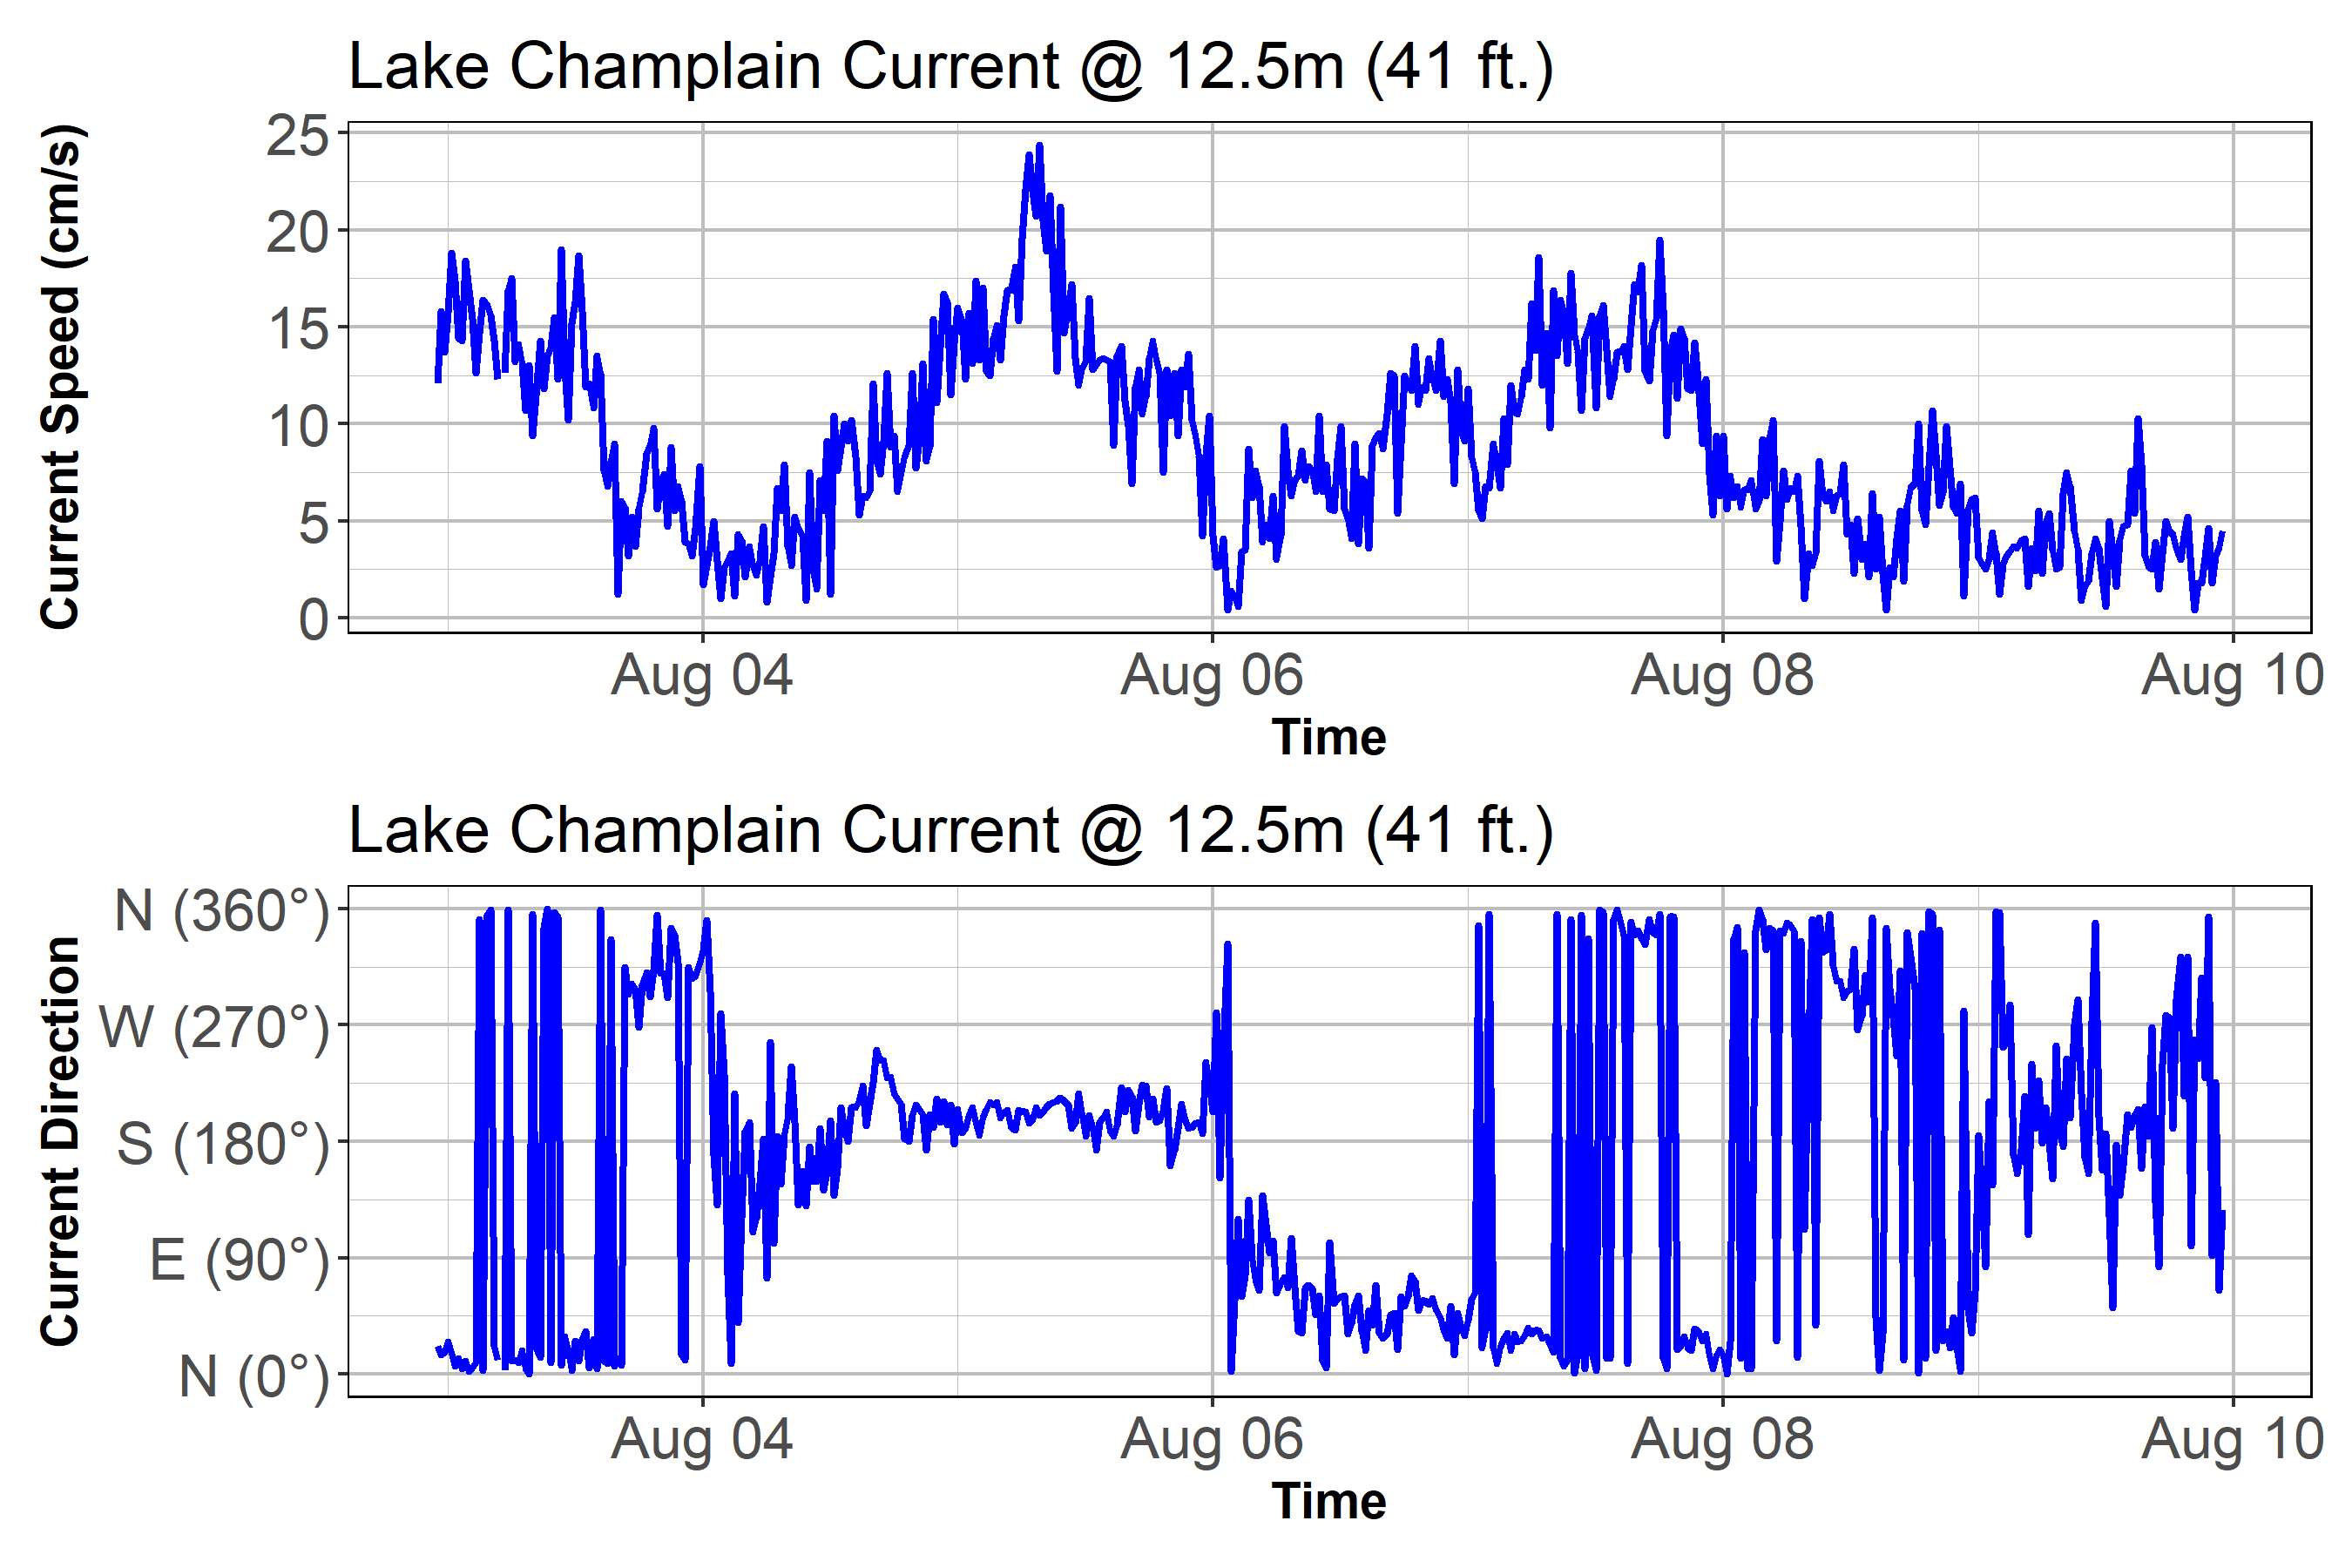 Lake Champlain Current @ 12.5m (41 ft.)
Current Speed (cm/s)
25
20
15
10
5
0
Aug 04 Aug 06 Aug 08 Aug 10
Time
Lake Champlain Current @ 12.5m (41 ft.)
Current Direction
N (360°)
W (270°)
S (180°)
E (90°)
N (0°)
Aug 04 Aug 06 Aug 08 Aug 10
Time